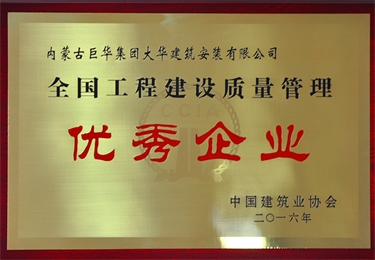 内蒙古巨华集团大华建筑安装有限公司
全国工程建设质量管理
优秀企业
中国建筑业协会
二〇一六年